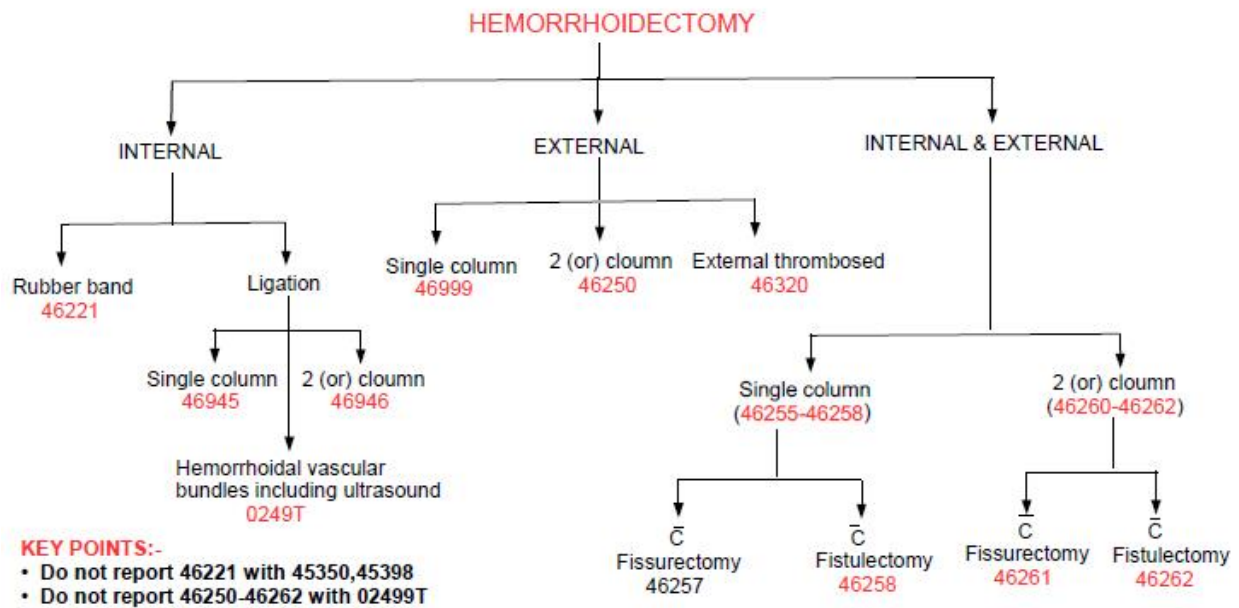 HEMORRHOIDECTOMY
INTERNAL
EXTERNAL
INTERNAL & EXTERNAL
Rubber band
46221
Ligation
Single column
46999
2 (or) cloumn
46250
External thrombosed
46320
Single column
46945
2 (or) cloumn
46946
Hemorrhoidal vascular
bundles including ultrasound
0249T
Single column
(46255-46258)
2 (or) cloumn
(46260-46262)
C̅
Fissurectomy
46257
C̅
Fistulectomy
46258
C̅
Fissurectomy
46261
C̅
Fistulectomy
46262
KEY POINTS:-
• Do not report 46221 with 45350,45398
• Do not report 46250-46262 with 02499T